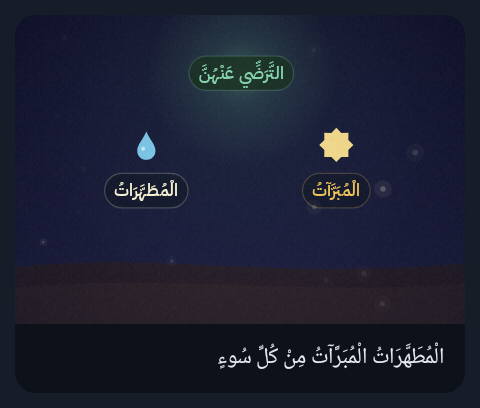 التَّرَضِّي عَنْهُنَّ
الْمُبَرَّآتُ
الْمُطَهَّرَاتُ
الْمُطَهَّرَاتُ الْمُبَرَّآتُ مِنْ كُلِّ سُوءٍ